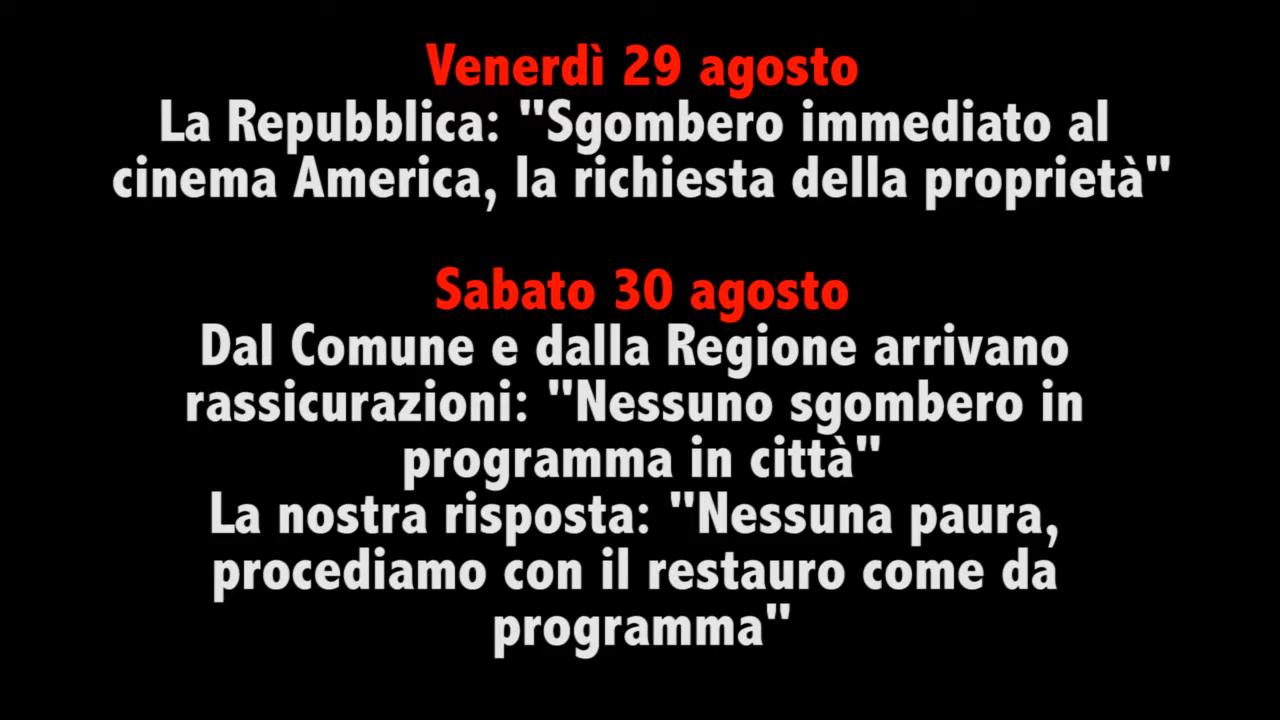 Venerdì 29 agosto
La Repubblica: "Sgombero immediato al
cinema America, la richiesta della proprietà"
Sabato 30 agosto
Dal Comune e dalla Regione arrivano
rassicurazioni: "Nessuno sgombero in
programma in città"
La nostra risposta: "Nessuna paura,
procediamo con il restauro come da
programma"